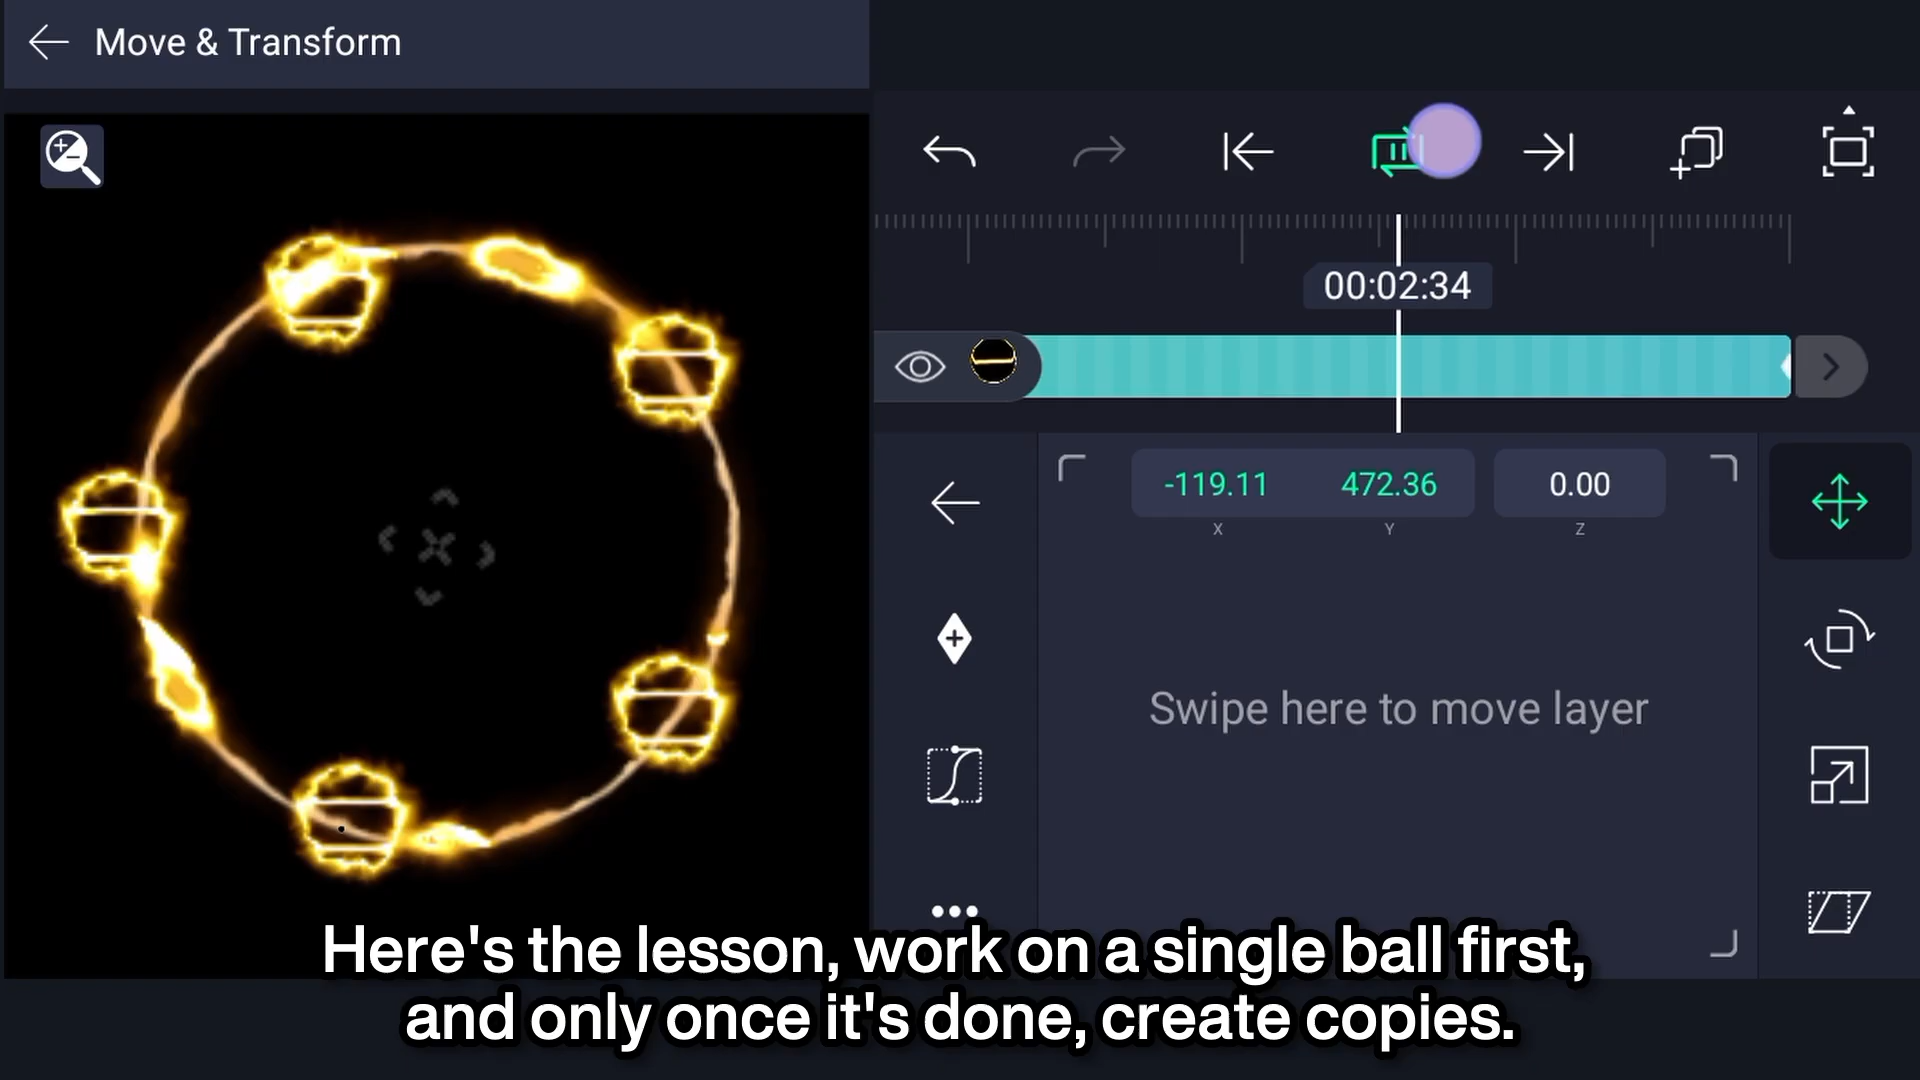 Move & Transform
00:02:34
-119.11 472.36 0.00
X Y Z
Swipe here to move layer
Here's the lesson, work on a single ball first,
and only once it's done, create copies.